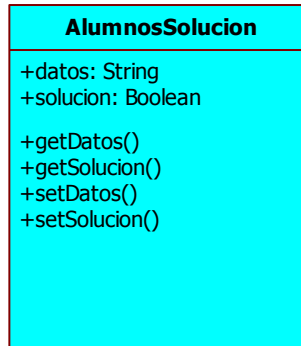 AlumnosSolucion
+datos: String
+solucion: Boolean
+getDatos()
+getSolucion()
+setDatos()
+setSolucion()